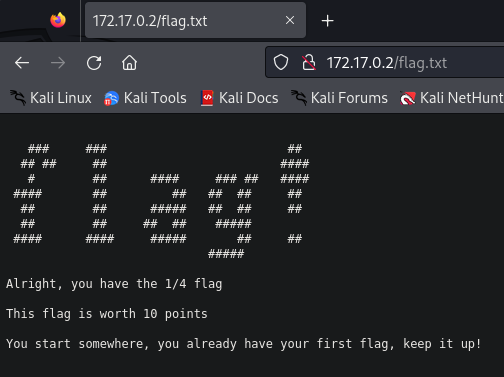 172.17.0.2/flag.txt
172.17.0.2/flag.txt
Kali Linux Kali Tools Kali Docs Kali Forums Kali NetHunt
flag!
Alright, you have the 1/4 flag
This flag is worth 10 points
You start somewhere, you already have your first flag, keep it up!